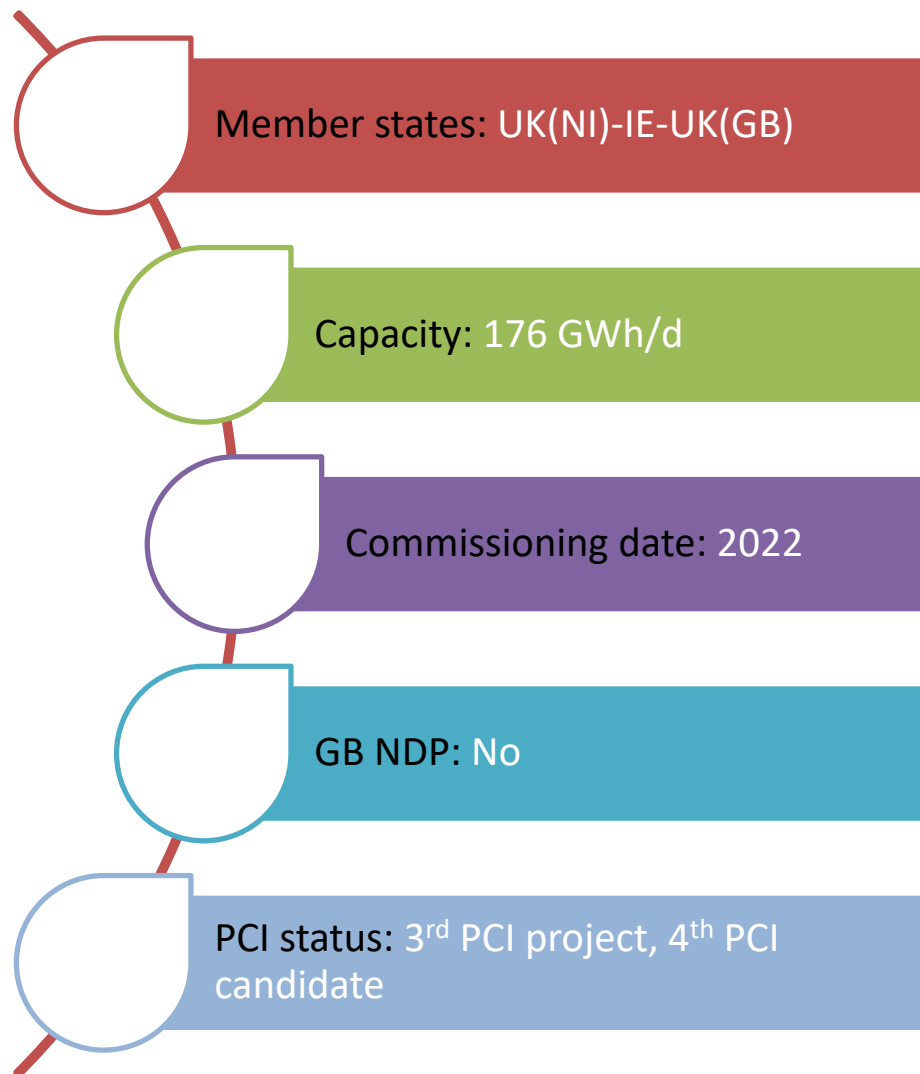 Member states: UK(NI)-IE-UK(GB)
Capacity: 176 GWh/d
Commissioning date: 2022
GB NDP: No
PCI status: 3rd PCI project, 4th PCI
candidate